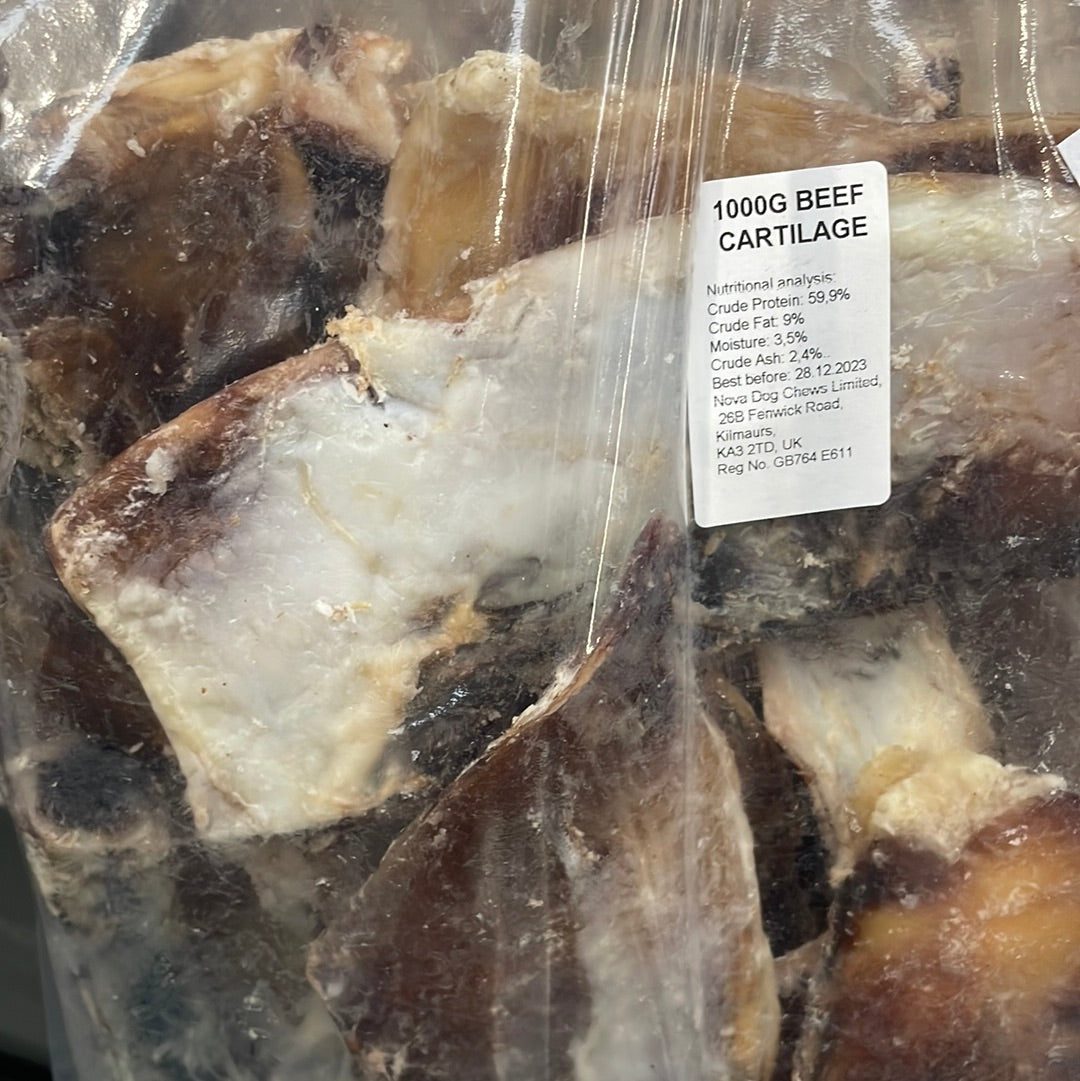 1000G BEEF
CARTILAGE
Nutritional analysis:
Crude Protein: 59,9%
Crude Fat: 9%
Moisture: 3,5%
Crude Ash: 2,4%..
Best before: 28.12.2023
Nova Dog Chews Limited,
26B Fenwick Road,
Kilmaurs,
KA3 2TD, UK
Reg No. GB764 E611